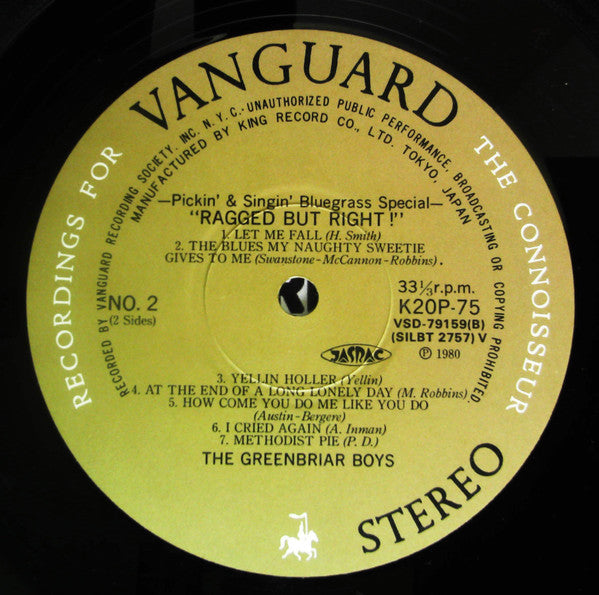 VANGUARD
RECORDINGS FOR
THE CONNOISSEUR
RECORDED BY VANGUARD RECORDING SOCIETY, INC. N.Y.C.·UNAUTHORIZED PUBLIC PERFORMANCE, BROADCASTING OR COPYING PROHIBITED
MANUFACTURED BY KING RECORD CO., LTD. TOKYO, JAPAN
—Pickin' & Singin' Bluegrass Special—
"RAGGED BUT RIGHT!"
1. LET ME FALL (H. Smith)
2. THE BLUES MY NAUGHTY SWEETIE
GIVES TO ME (Swanstone-McCannon-Robbins).
NO. 2
(2 Sides)
33⅓ r.p.m.
K20P-75
VSD-79159(B)
(SILBT 2757) V
JASRAC
Ⓟ 1980
3. YELLIN HOLLER (Yellin)
4. AT THE END OF A LONG LONELY DAY (M. Robbins)
5. HOW COME YOU DO ME LIKE YOU DO
(Austin-Bergere)
6. I CRIED AGAIN (A. Inman)
7. METHODIST PIE (P. D.)
THE GREENBRIAR BOYS
STEREO